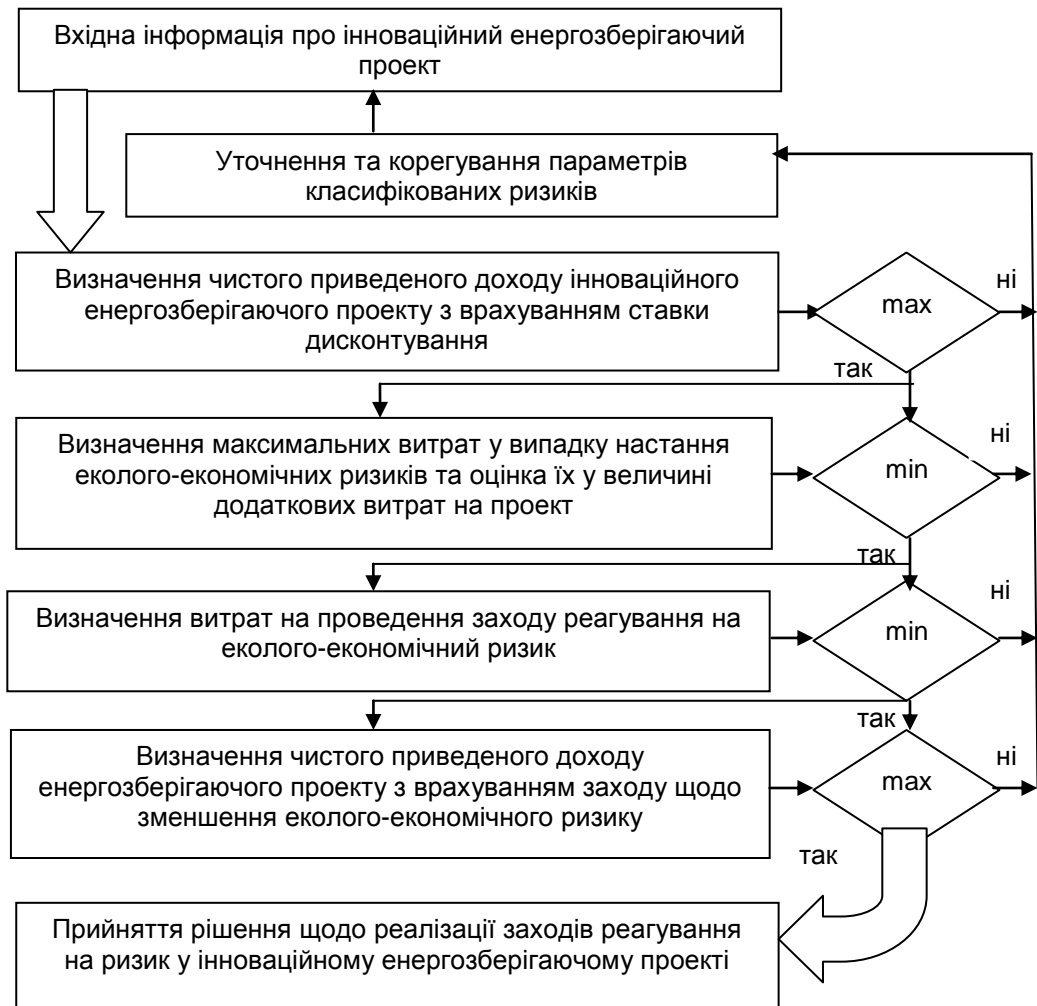 Вхідна інформація про інноваційний енергозберігаючий
проект
Уточнення та корегування параметрів
класифікованих ризиків
Визначення чистого приведеного доходу інноваційного
енергозберігаючого проекту з врахуванням ставки
дисконтування
max
ні
так
Визначення максимальних витрат у випадку настання
еколого-економічних ризиків та оцінка їх у величині
додаткових витрат на проект
min
ні
так
Визначення витрат на проведення заходу реагування на
еколого-економічний ризик
min
ні
так
Визначення чистого приведеного доходу
енергозберігаючого проекту з врахуванням заходу щодо
зменшення еколого-економічного ризику
max
ні
так
Прийняття рішення щодо реалізації заходів реагування
на ризик у інноваційному енергозберігаючому проекті